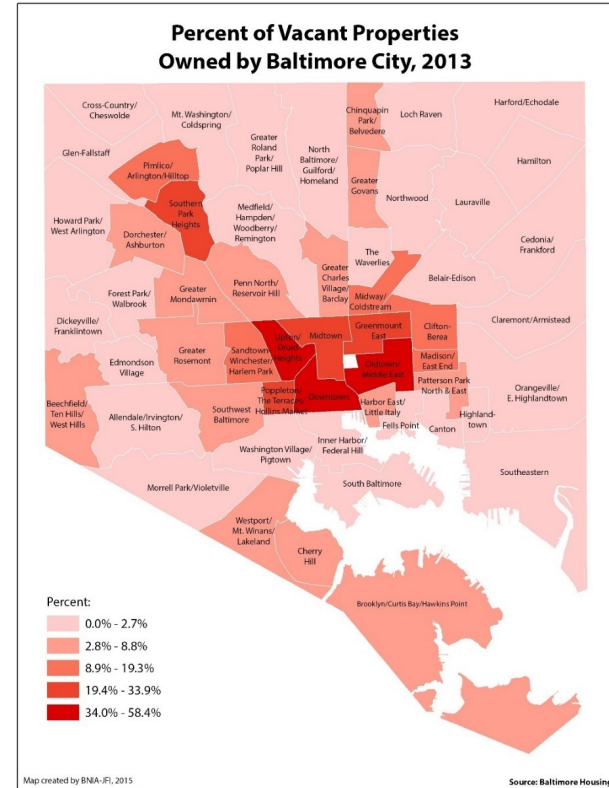 Percent of Vacant Properties
Owned by Baltimore City, 2013
Cross-Country/
Cheswolde
Mt. Washington/
Coldspring
Greater
Roland
Park/
Poplar Hill
North
Baltimore/
Guilford/
Homeland
Chinquapin
Park/
Belvedere
Loch Raven
Harford/Echodale
Glen-Fallstaff
Pimlico/
Arlington/Hilltop
Hamilton
Greater
Govans
Northwood
Lauraville
Southern
Park
Heights
Howard Park/
West Arlington
Dorchester/
Ashburton
Medfield/
Hampden/
Woodberry/
Remington
Cedonia/
Frankford
The
Waverlies
Greater
Charles
Village/
Barclay
Belair-Edison
Forest Park/
Walbrook
Greater
Mondawmin
Penn North/
Reservoir Hill
Midway/
Coldstream
Dickeyville/
Franklintown
Claremont/Armistead
Greenmount
East
Clifton-
Berea
Upton/
Druid
Heights
Midtown
Edmondson
Village
Greater
Rosemont
Sandtown-
Winchester/
Harlem Park
Oldtown/
Middle East
Madison/
East End
Patterson Park
North & East
Orangeville/
E. Highlandtown
Beechfield/
Ten Hills/
West Hills
Allendale/Irvington/
S. Hilton
Southwest
Baltimore
Poppleton/
The Terraces/
Hollins Market
Downtown
Harbor East/
Little Italy
Highland-
town
Fells Point
Canton
Washington Village/
Pigtown
Inner Harbor/
Federal Hill
Southeastern
Morrell Park/Violetville
South Baltimore
Westport/
Mt. Winans/
Lakeland
Cherry
Hill
Brooklyn/Curtis Bay/Hawkins Point
Percent:
0.0% - 2.7%
2.8% - 8.8%
8.9% - 19.3%
19.4% - 33.9%
34.0% - 58.4%
Map created by BNIA-JFI, 2015
Source: Baltimore Housing